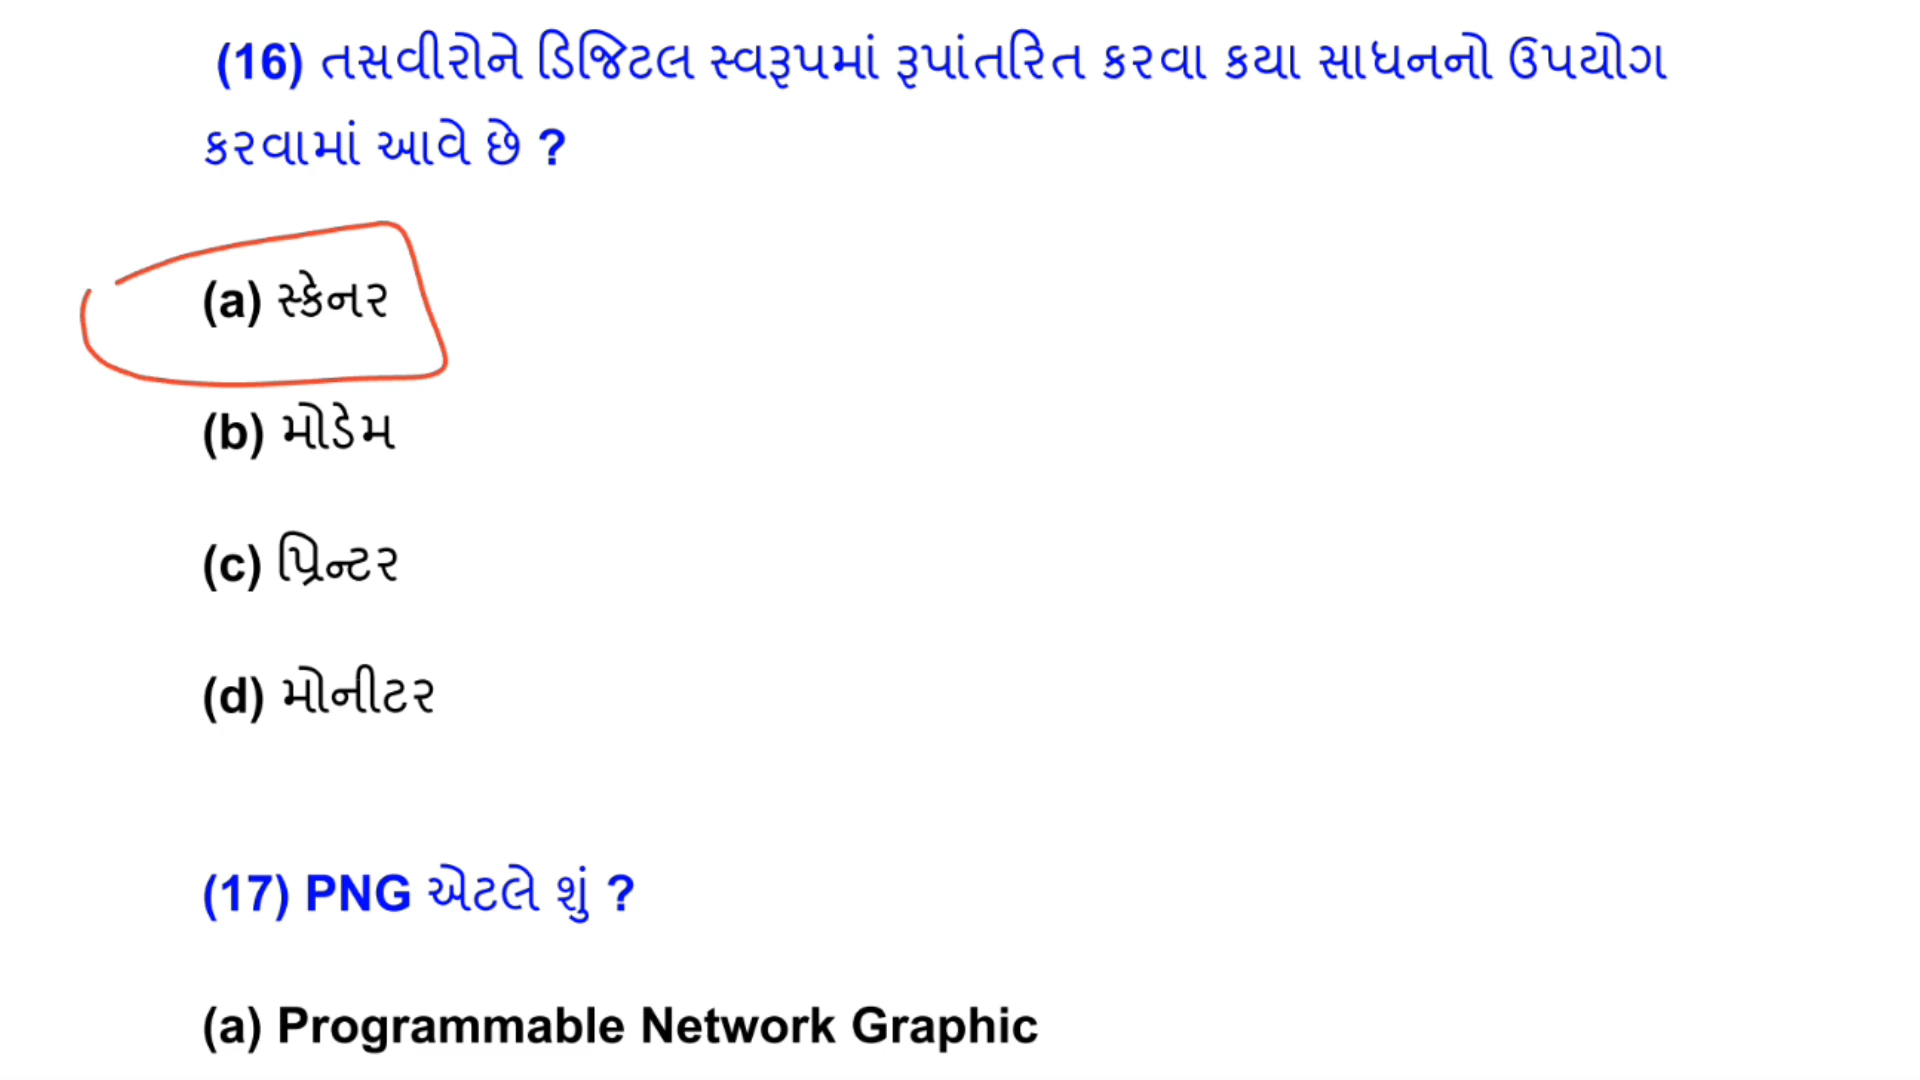 (16) તસવીરોને ડિજિટલ સ્વરૂપમાં રૂપાંતરિત કરવા કયા સાધનનો ઉપયોગ
કરવામાં આવે છે ?
(a) સ્કેનર
(b) મોડેમ
(c) પ્રિન્ટર
(d) મોનીટર
(17) PNG એટલે શું ?
(a) Programmable Network Graphic